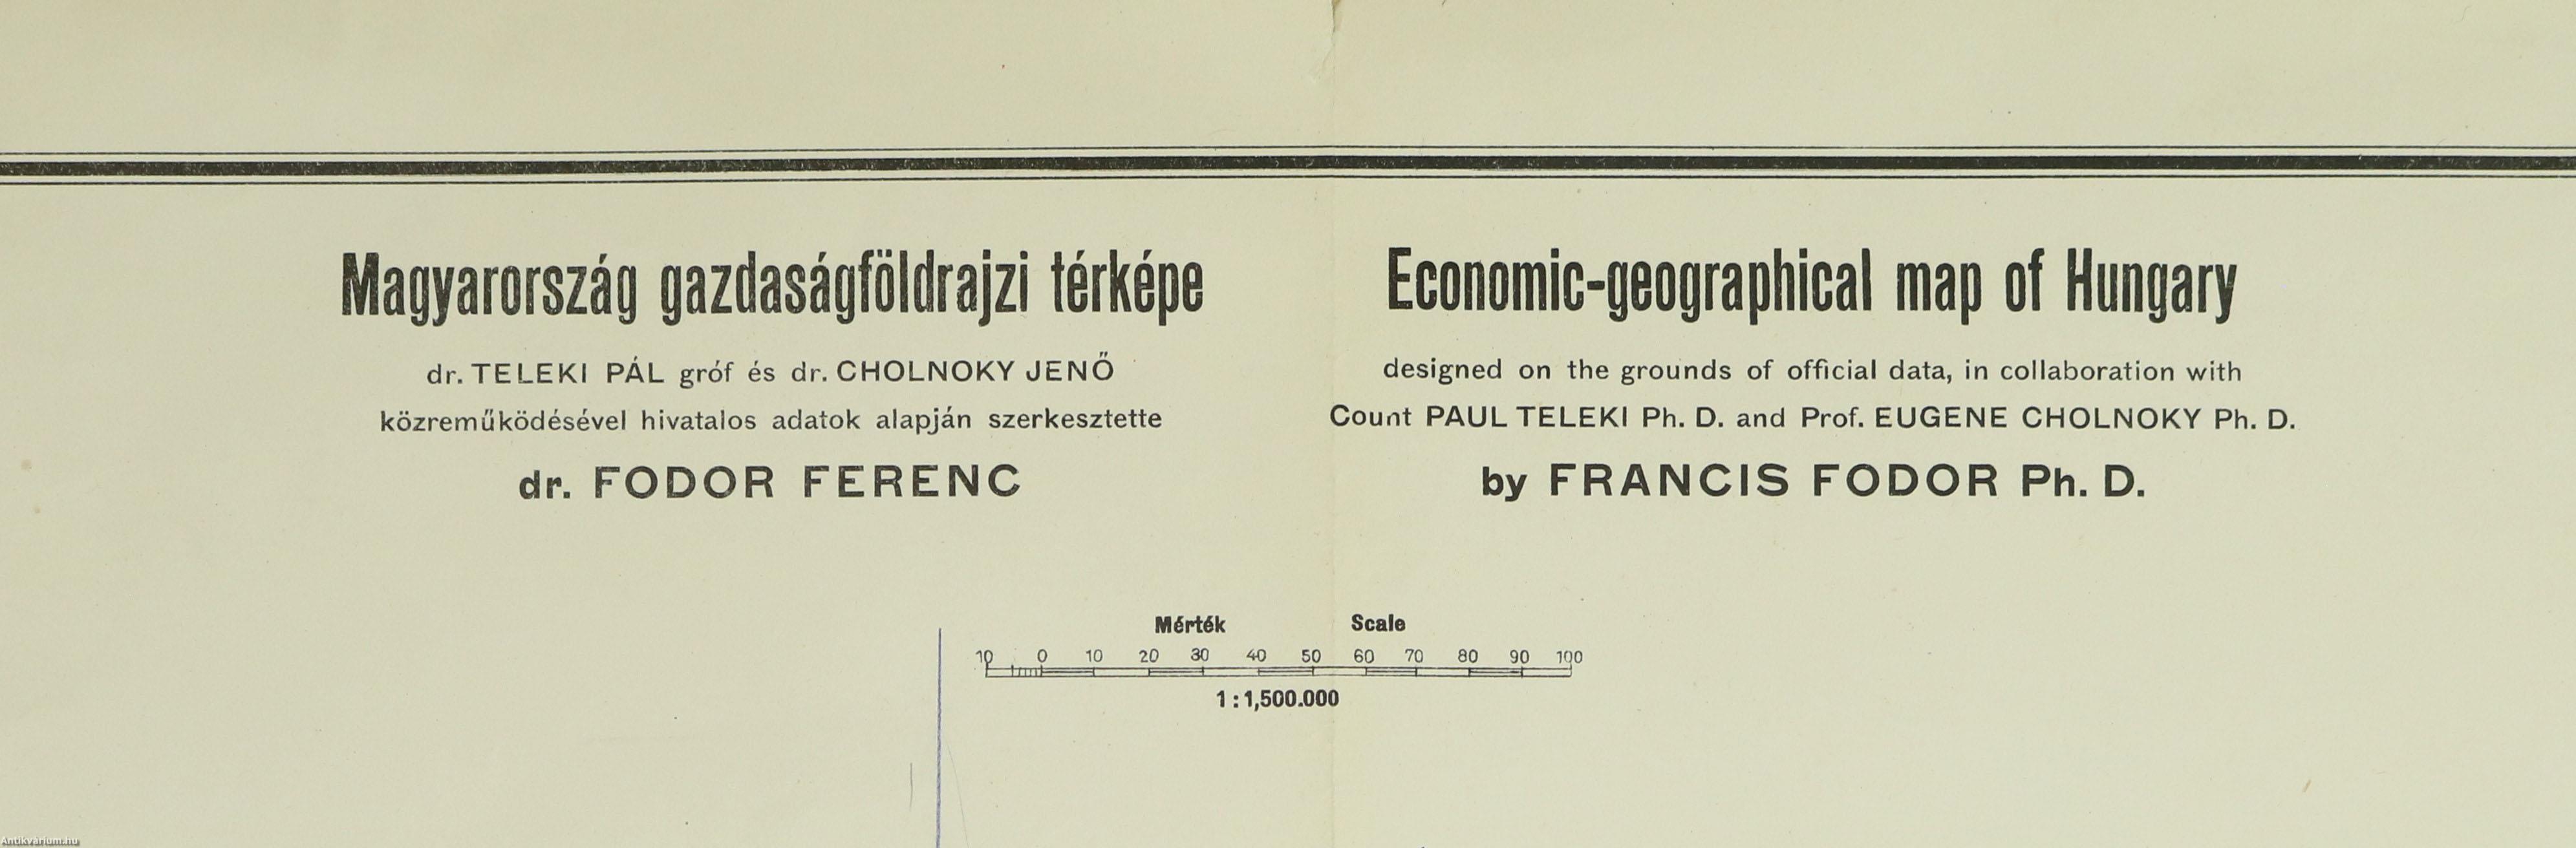 Magyarország gazdaságföldrajzi térképe
dr. TELEKI PÁL gróf és dr. CHOLNOKY JENŐ
közreműködésével hivatalos adatok alapján szerkesztette
dr. FODOR FERENC
Economic-geographical map of Hungary
designed on the grounds of official data, in collaboration with
Count PAUL TELEKI Ph. D. and Prof. EUGENE CHOLNOKY Ph. D.
by FRANCIS FODOR Ph. D.
Mérték Scale
10 0 10 20 30 40 50 60 70 80 90 100
1 : 1,500.000
Antikvárium.hu